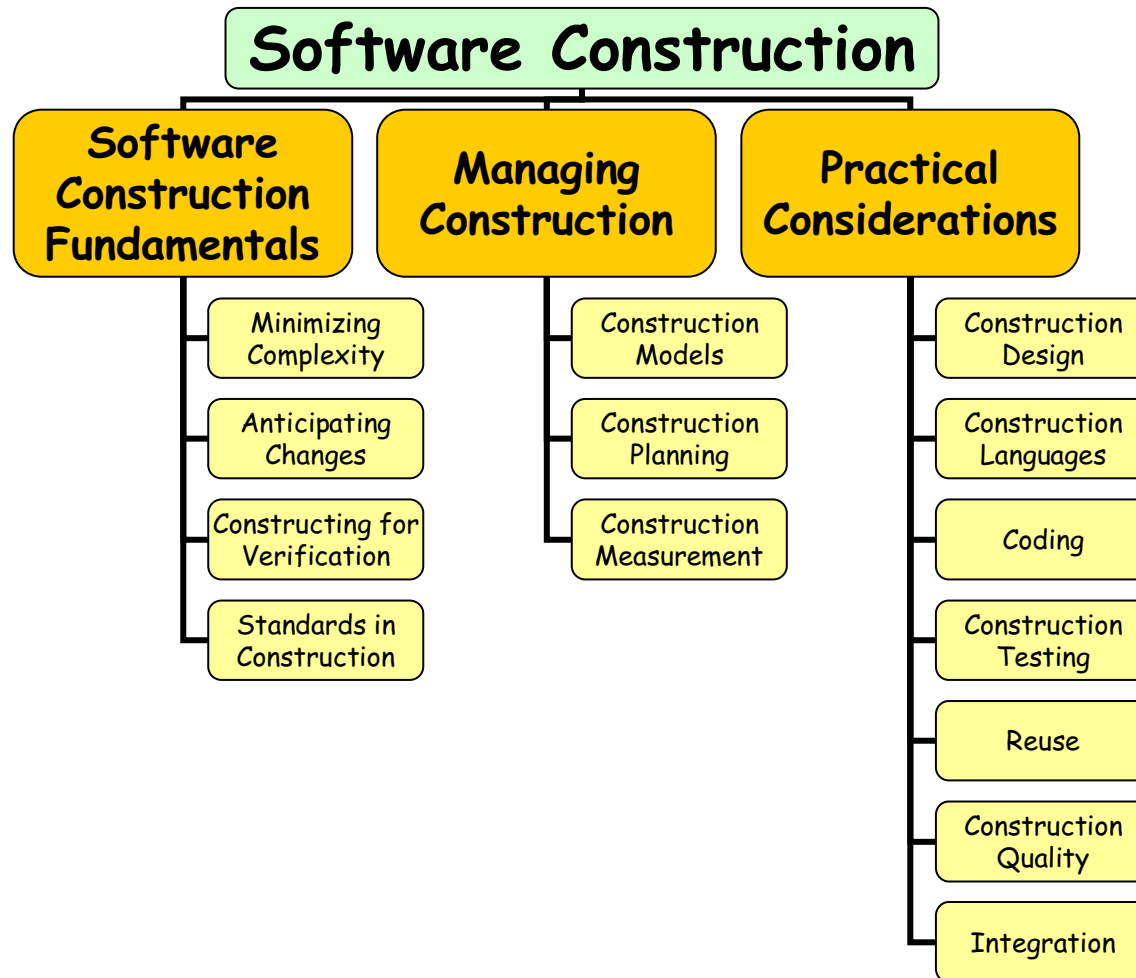 Software Construction
Software
Construction
Fundamentals
Minimizing
Complexity
Anticipating
Changes
Constructing for
Verification
Standards in
Construction
Managing
Construction
Construction
Models
Construction
Planning
Construction
Measurement
Practical
Considerations
Construction
Design
Construction
Languages
Coding
Construction
Testing
Reuse
Construction
Quality
Integration